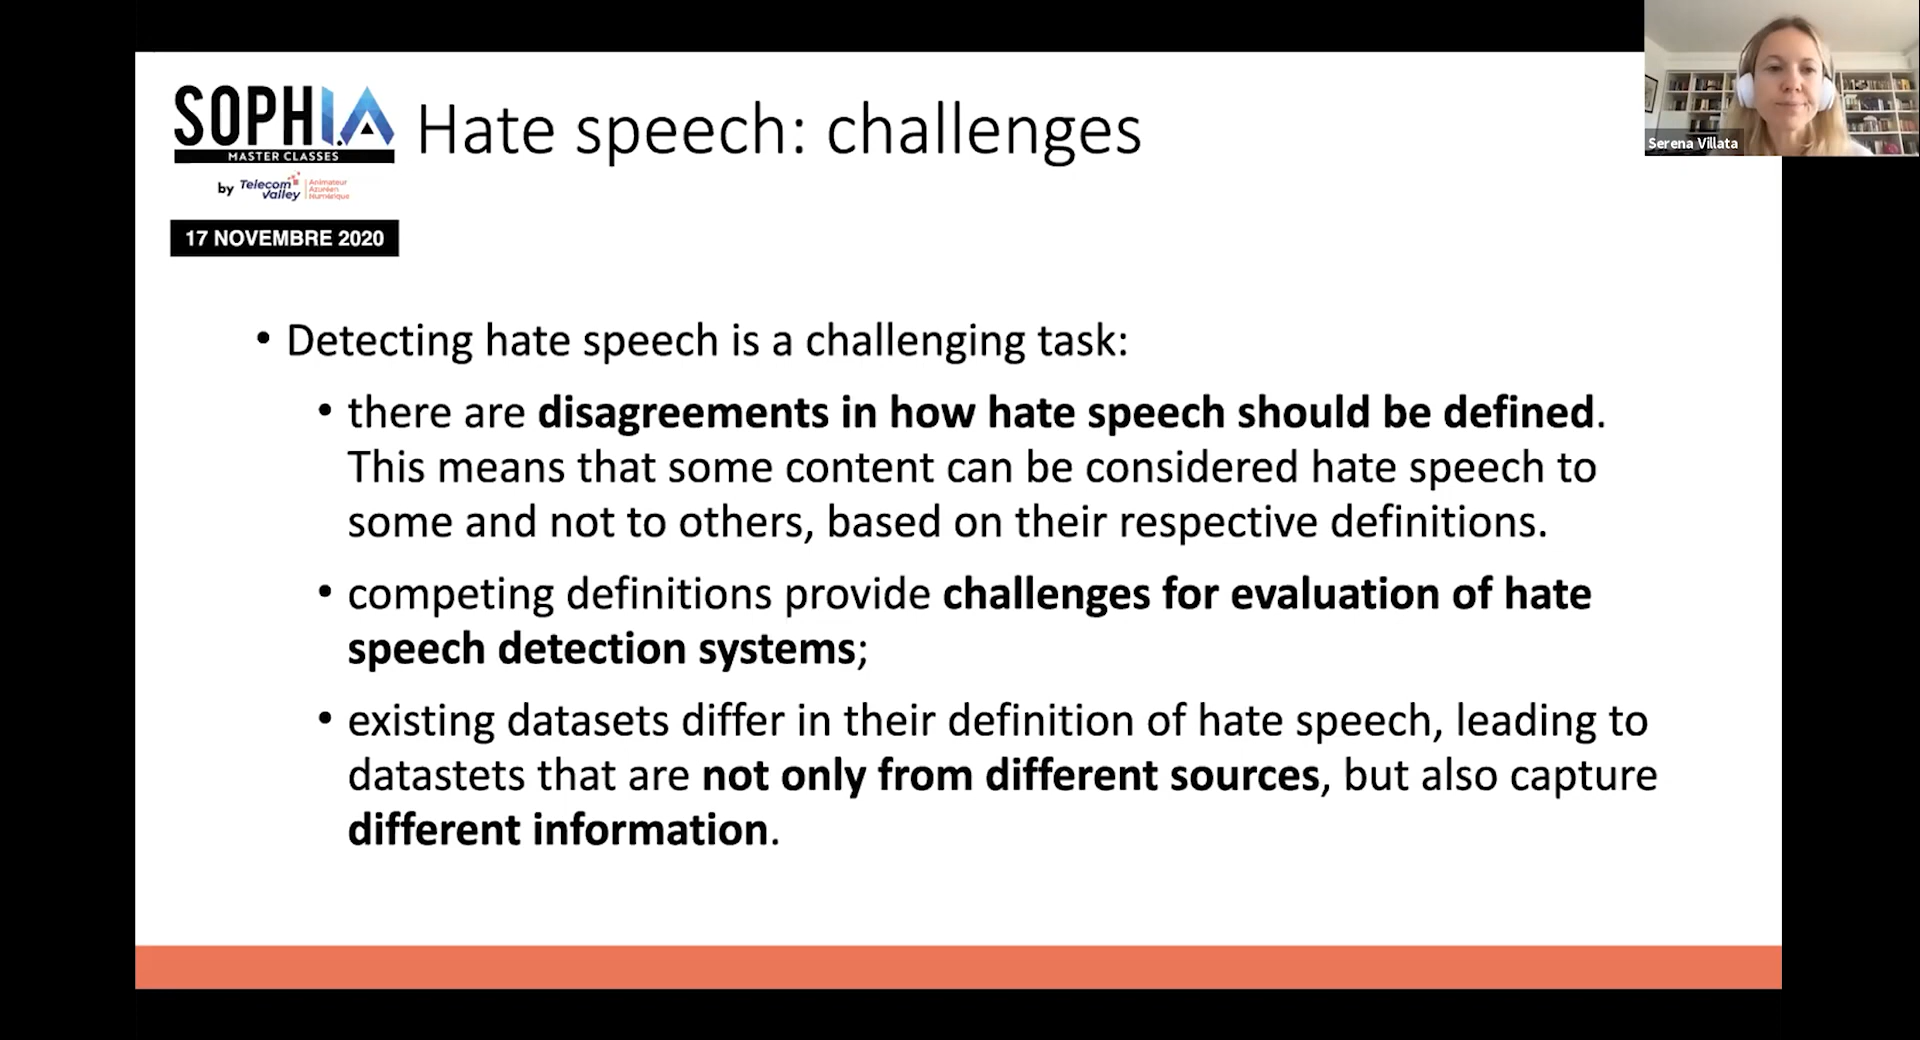 SOPHI.A
MASTER CLASSES
by Telecom Valley
Animateur
Azuréen
Numérique
17 NOVEMBRE 2020
Hate speech: challenges
Serena Villata
• Detecting hate speech is a challenging task:
• there are disagreements in how hate speech should be defined.
This means that some content can be considered hate speech to
some and not to others, based on their respective definitions.
• competing definitions provide challenges for evaluation of hate
speech detection systems;
• existing datasets differ in their definition of hate speech, leading to
datastets that are not only from different sources, but also capture
different information.